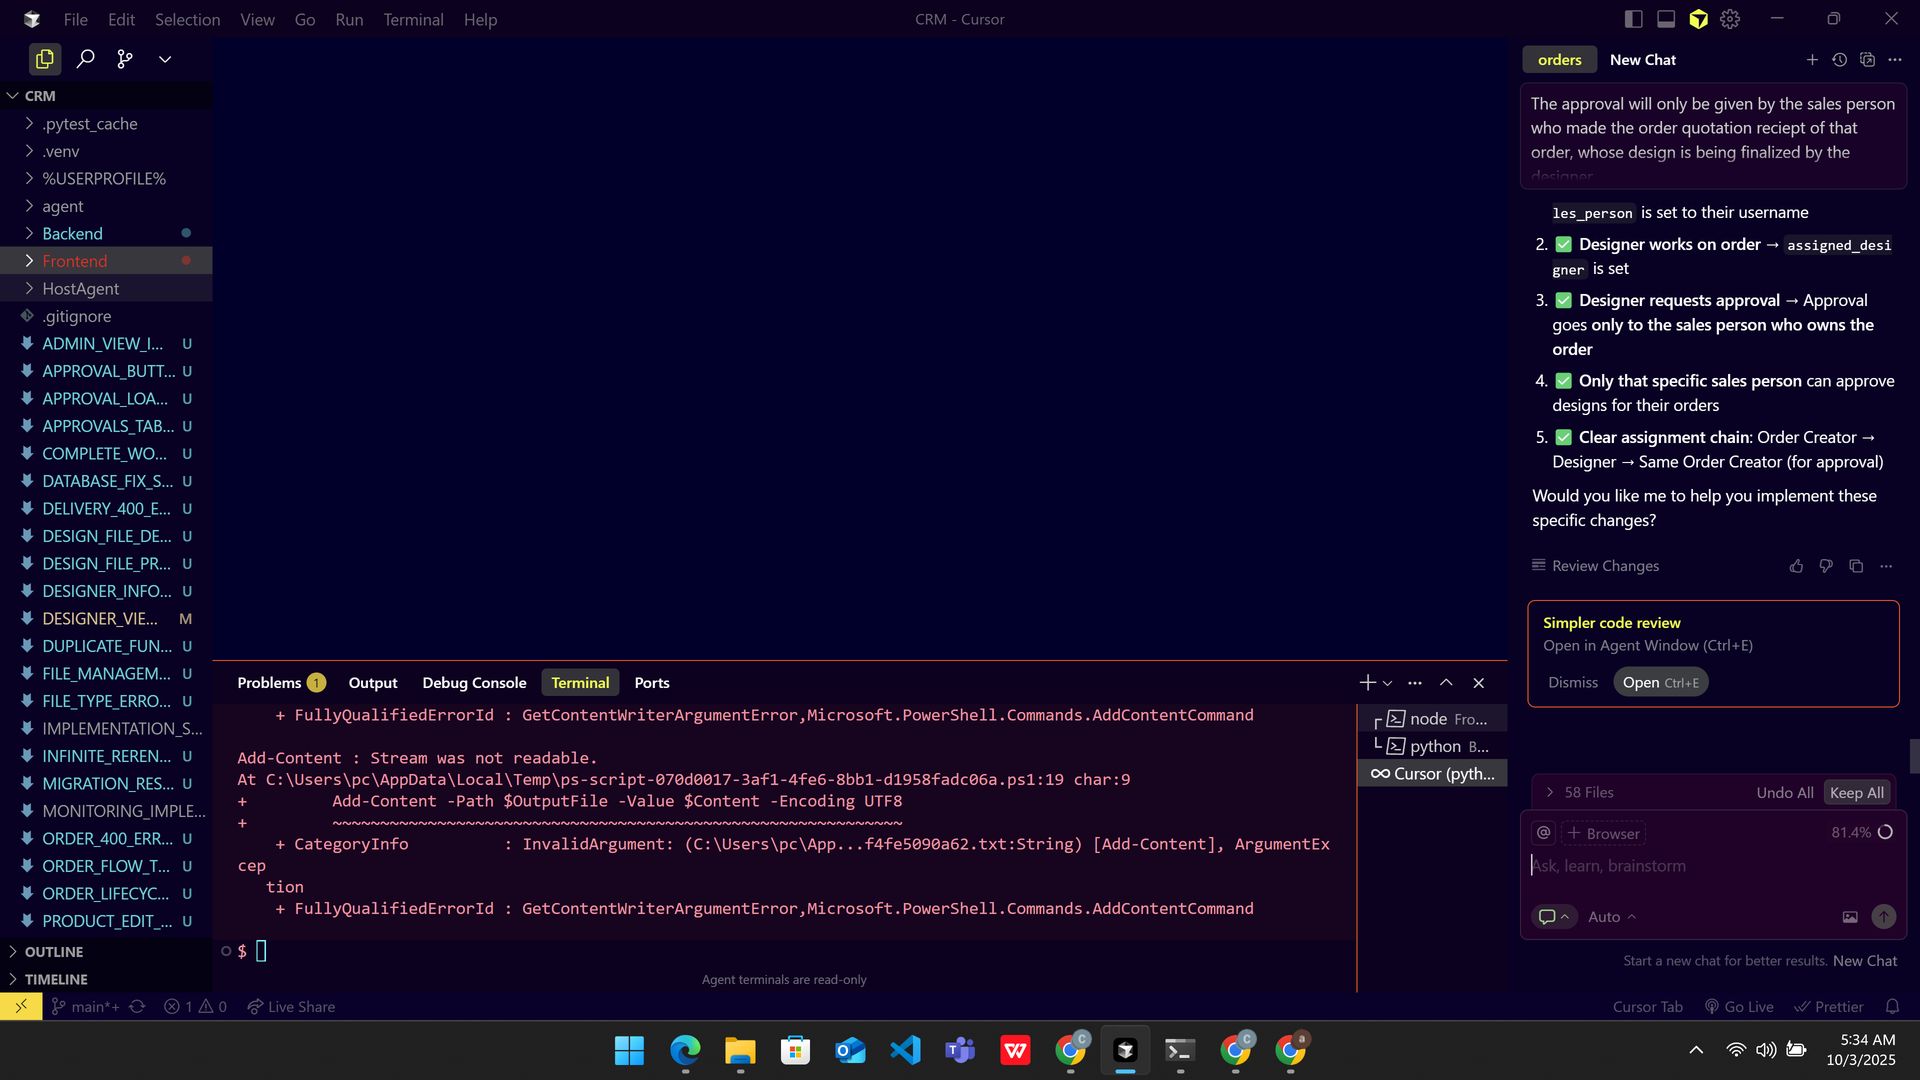 File Edit Selection View Go Run Terminal Help
CRM - Cursor
CRM
.pytest_cache
.venv
%USERPROFILE%
agent
Backend
Frontend
HostAgent
.gitignore
ADMIN_VIEW_I... U
APPROVAL_BUTT... U
APPROVAL_LOA... U
APPROVALS_TAB... U
COMPLETE_WO... U
DATABASE_FIX_S... U
DELIVERY_400_E... U
DESIGN_FILE_DE... U
DESIGN_FILE_PR... U
DESIGNER_INFO... U
DESIGNER_VIE... M
DUPLICATE_FUN... U
FILE_MANAGEM... U
FILE_TYPE_ERRO... U
IMPLEMENTATION_S...
INFINITE_REREN... U
MIGRATION_RES... U
MONITORING_IMPLE...
ORDER_400_ERR... U
ORDER_FLOW_T... U
ORDER_LIFECYC... U
PRODUCT_EDIT_... U
OUTLINE
TIMELINE
Problems 1 Output Debug Console Terminal Ports
+ FullyQualifiedErrorId : GetContentWriterArgumentError,Microsoft.PowerShell.Commands.AddContentCommand
Add-Content : Stream was not readable.
At C:\Users\pc\AppData\Local\Temp\ps-script-070d0017-3af1-4fe6-8bb1-d1958fadc06a.ps1:19 char:9
+         Add-Content -Path $OutputFile -Value $Content -Encoding UTF8
+         ~~~~~~~~~~~~~~~~~~~~~~~~~~~~~~~~~~~~~~~~~~~~~~~~~~~~~~~~~~~~
+ CategoryInfo          : InvalidArgument: (C:\Users\pc\App...f4fe5090a62.txt:String) [Add-Content], ArgumentEx
cep
tion
+ FullyQualifiedErrorId : GetContentWriterArgumentError,Microsoft.PowerShell.Commands.AddContentCommand
$
Agent terminals are read-only
node Fro...
python B...
Cursor (pyth...
orders New Chat
The approval will only be given by the sales person
who made the order quotation reciept of that
order, whose design is being finalized by the
designer
les_person is set to their username
2. ✅ Designer works on order → assigned_desi
gner is set
3. ✅ Designer requests approval → Approval
goes only to the sales person who owns the
order
4. ✅ Only that specific sales person can approve
designs for their orders
5. ✅ Clear assignment chain: Order Creator →
Designer → Same Order Creator (for approval)
Would you like me to help you implement these
specific changes?
Review Changes
Simpler code review
Open in Agent Window (Ctrl+E)
Dismiss Open Ctrl+E
58 Files Undo All Keep All
@ + Browser 81.4%
Ask, learn, brainstorm
Auto
Start a new chat for better results. New Chat
main*+ 1 0 Live Share
Cursor Tab Go Live Prettier
5:34 AM
10/3/2025